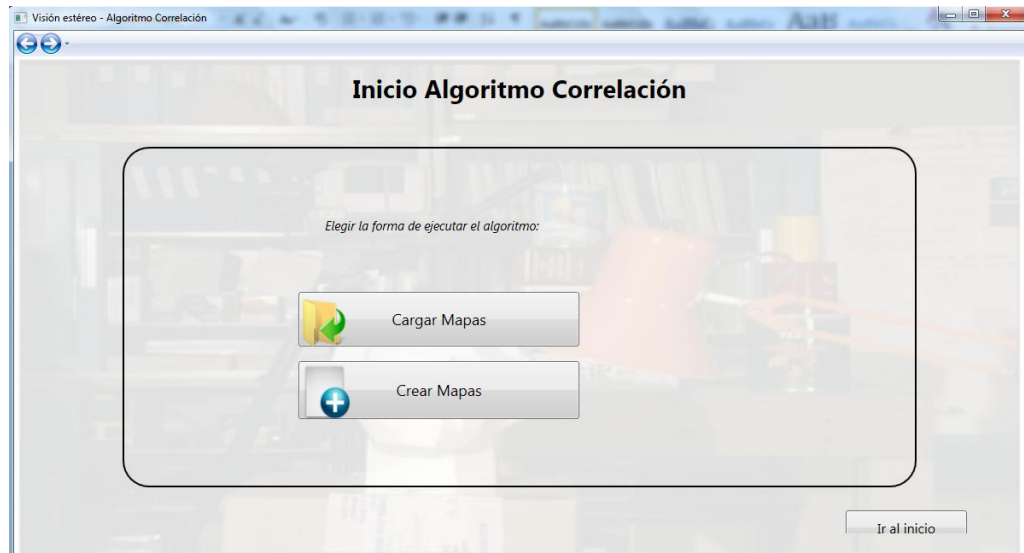 Visión estéreo - Algoritmo Correlación
Inicio Algoritmo Correlación
Elegir la forma de ejecutar el algoritmo:
Cargar Mapas
Crear Mapas
Ir al inicio